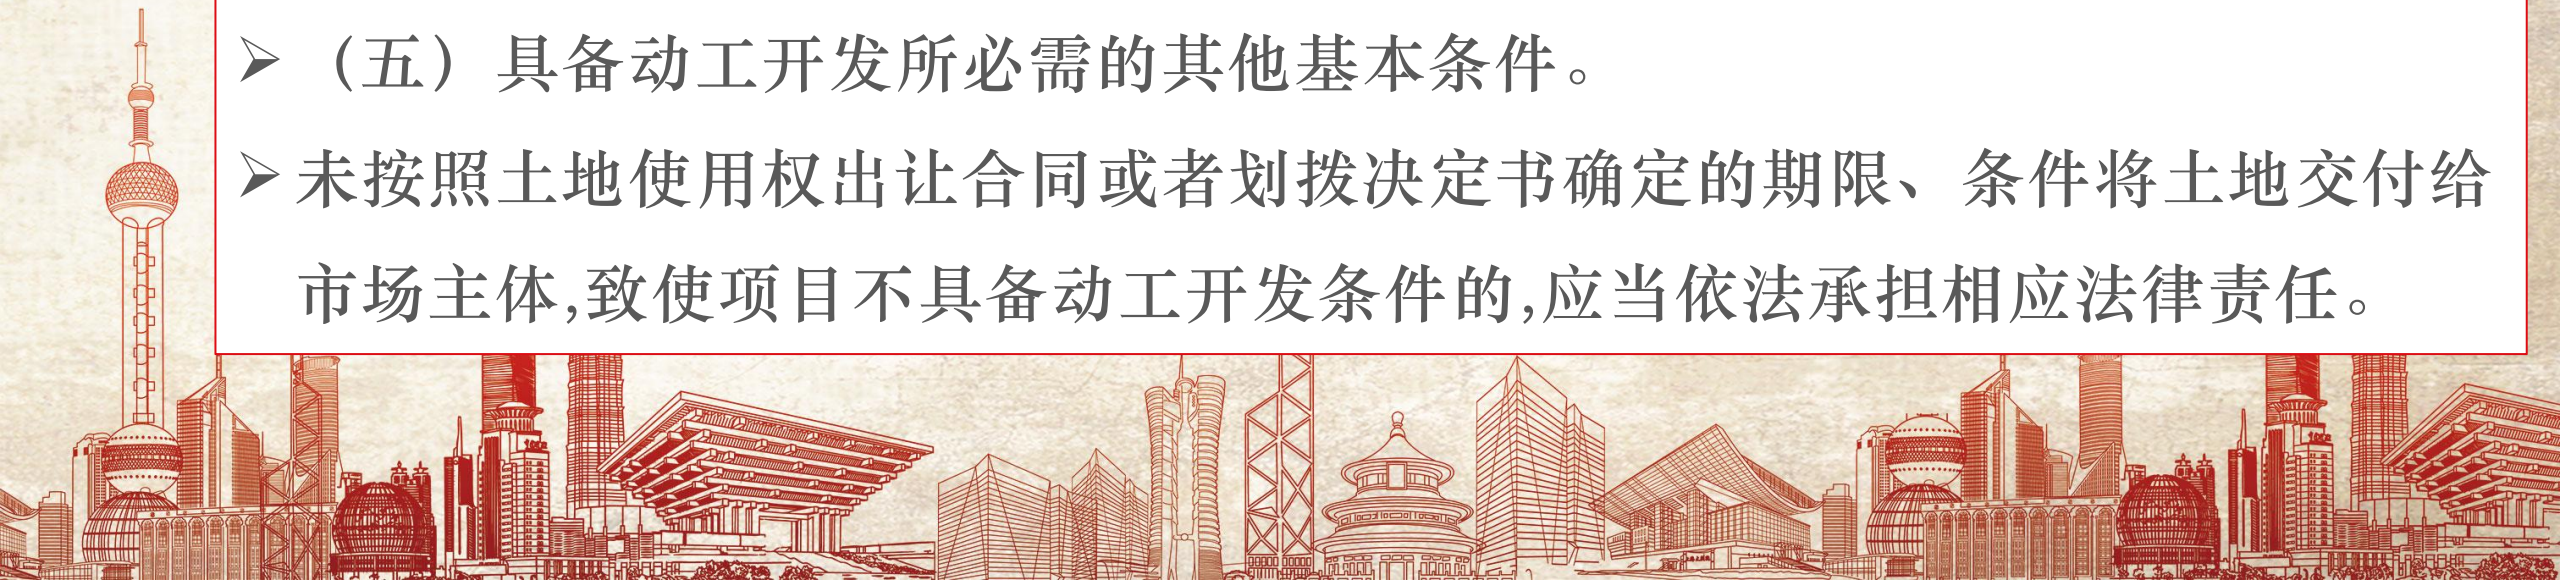 （五）具备动工开发所必需的其他基本条件。
未按照土地使用权出让合同或者划拨决定书确定的期限、条件将土地交付给
市场主体,致使项目不具备动工开发条件的,应当依法承担相应法律责任。